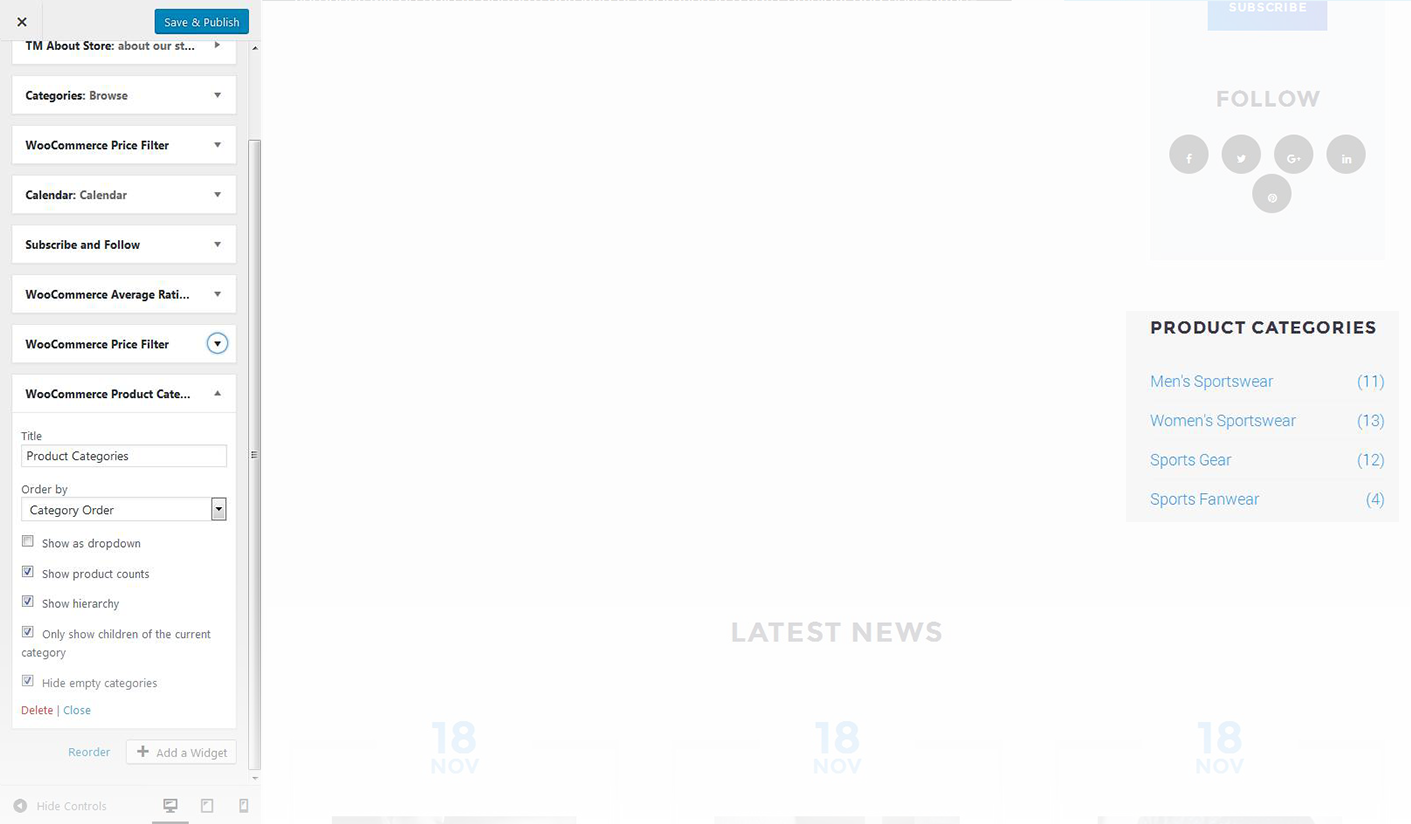 Save & Publish
TM About Store: about our st...
Categories: Browse
WooCommerce Price Filter
Calendar: Calendar
Subscribe and Follow
WooCommerce Average Rati...
WooCommerce Price Filter
WooCommerce Product Cate...
Title
Product Categories
Order by
Category Order
Show as dropdown
Show product counts
Show hierarchy
Only show children of the current
category
Hide empty categories
Delete | Close
Reorder
Add a Widget
Hide Controls
SUBSCRIBE
FOLLOW
PRODUCT CATEGORIES
Men's Sportswear (11)
Women's Sportswear (13)
Sports Gear (12)
Sports Fanwear (4)
LATEST NEWS
18 18 18
NOV NOV NOV